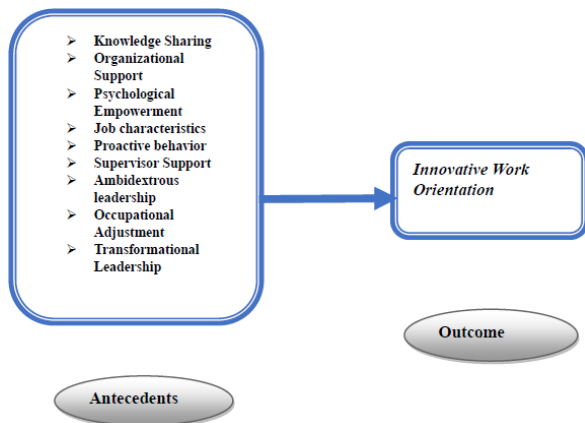 ➢ Knowledge Sharing
➢ Organizational
Support
➢ Psychological
Empowerment
➢ Job characteristics
➢ Proactive behavior
➢ Supervisor Support
➢ Ambidextrous
leadership
➢ Occupational
Adjustment
➢ Transformational
Leadership
Innovative Work
Orientation
Outcome
Antecedents